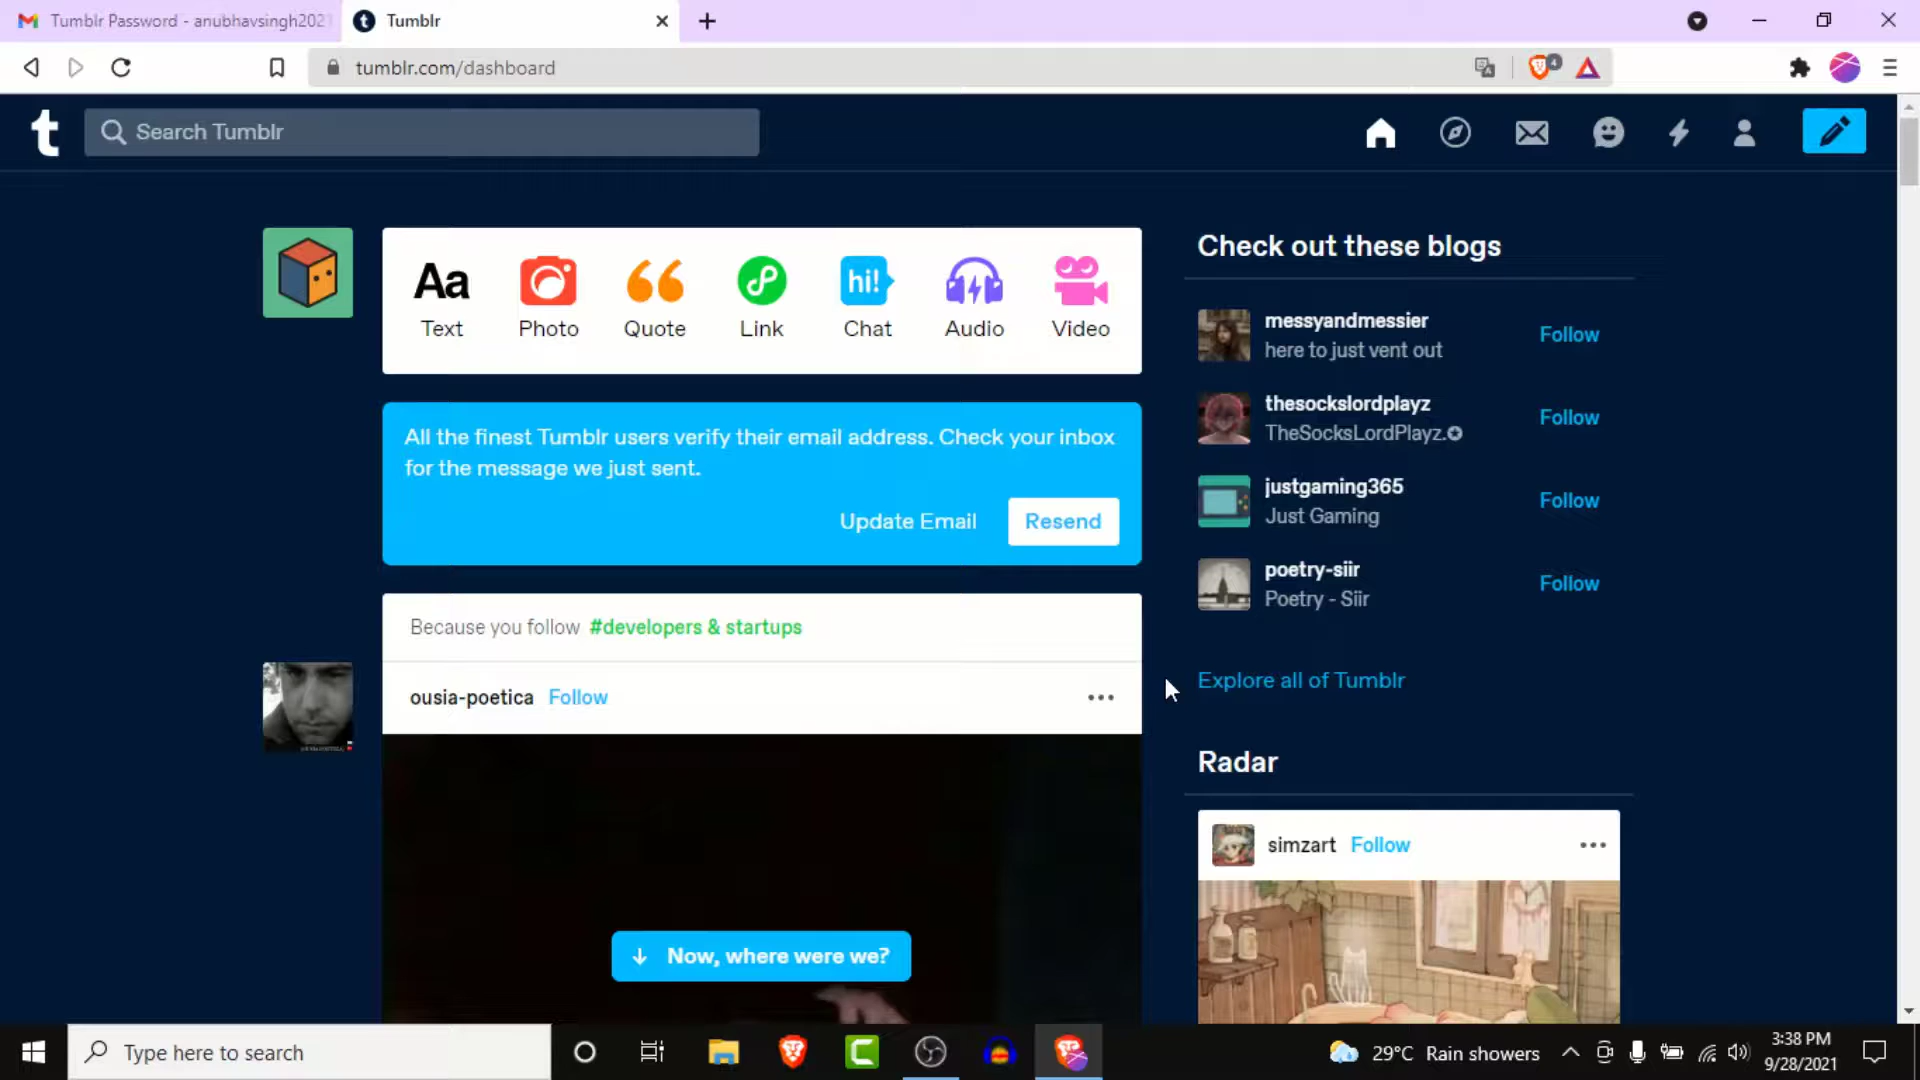 Tumblr Password - anubhavsingh202
Tumblr
tumblr.com/dashboard
4
t
Search Tumblr
Aa
hi!
Text
Photo
Quote
Link
Chat
Audio
Video
All the finest Tumblr users verify their email address. Check your inbox
for the message we just sent.
Update Email
Resend
Because you follow #developers & startups
ousia-poetica Follow
Now, where were we?
Check out these blogs
messyandmessier
here to just vent out
Follow
thesockslordplayz
TheSocksLordPlayz.✪
Follow
justgaming365
Just Gaming
Follow
poetry-siir
Poetry - Siir
Follow
Explore all of Tumblr
Radar
simzart Follow
Type here to search
29°C Rain showers
3:38 PM
9/28/2021